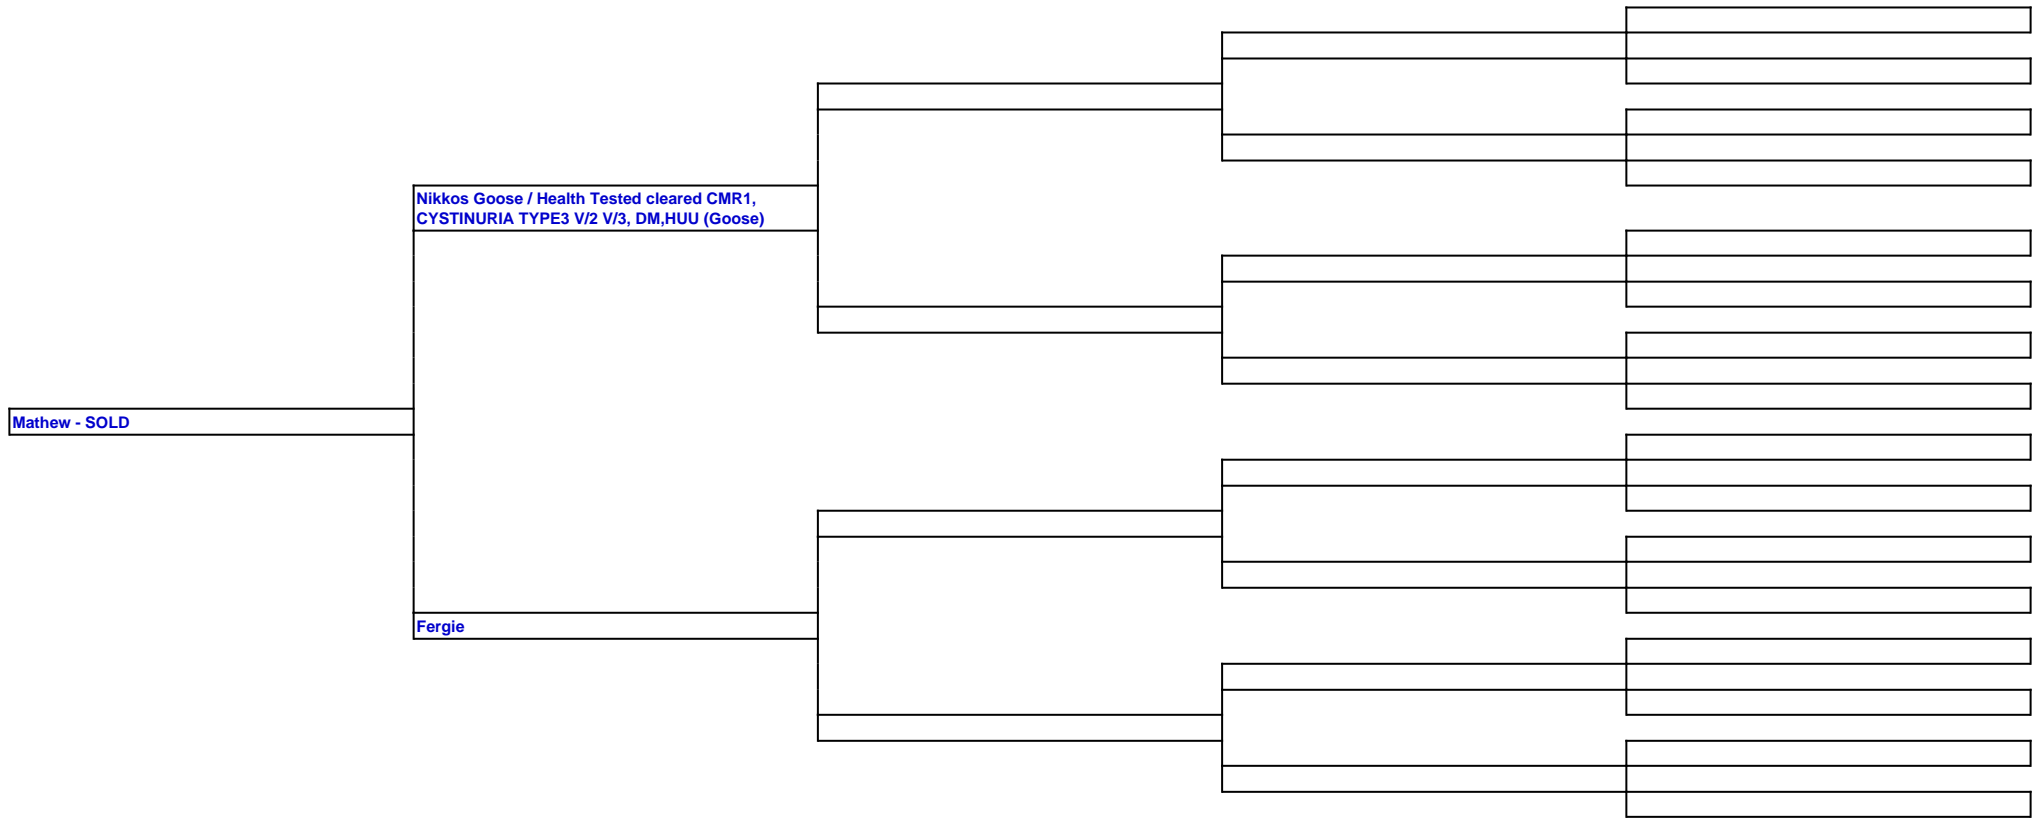 Nikkos Goose / Health Tested cleared CMR1,
CYSTINURIA TYPE3 V/2 V/3, DM,HUU (Goose)
Mathew - SOLD
Fergie